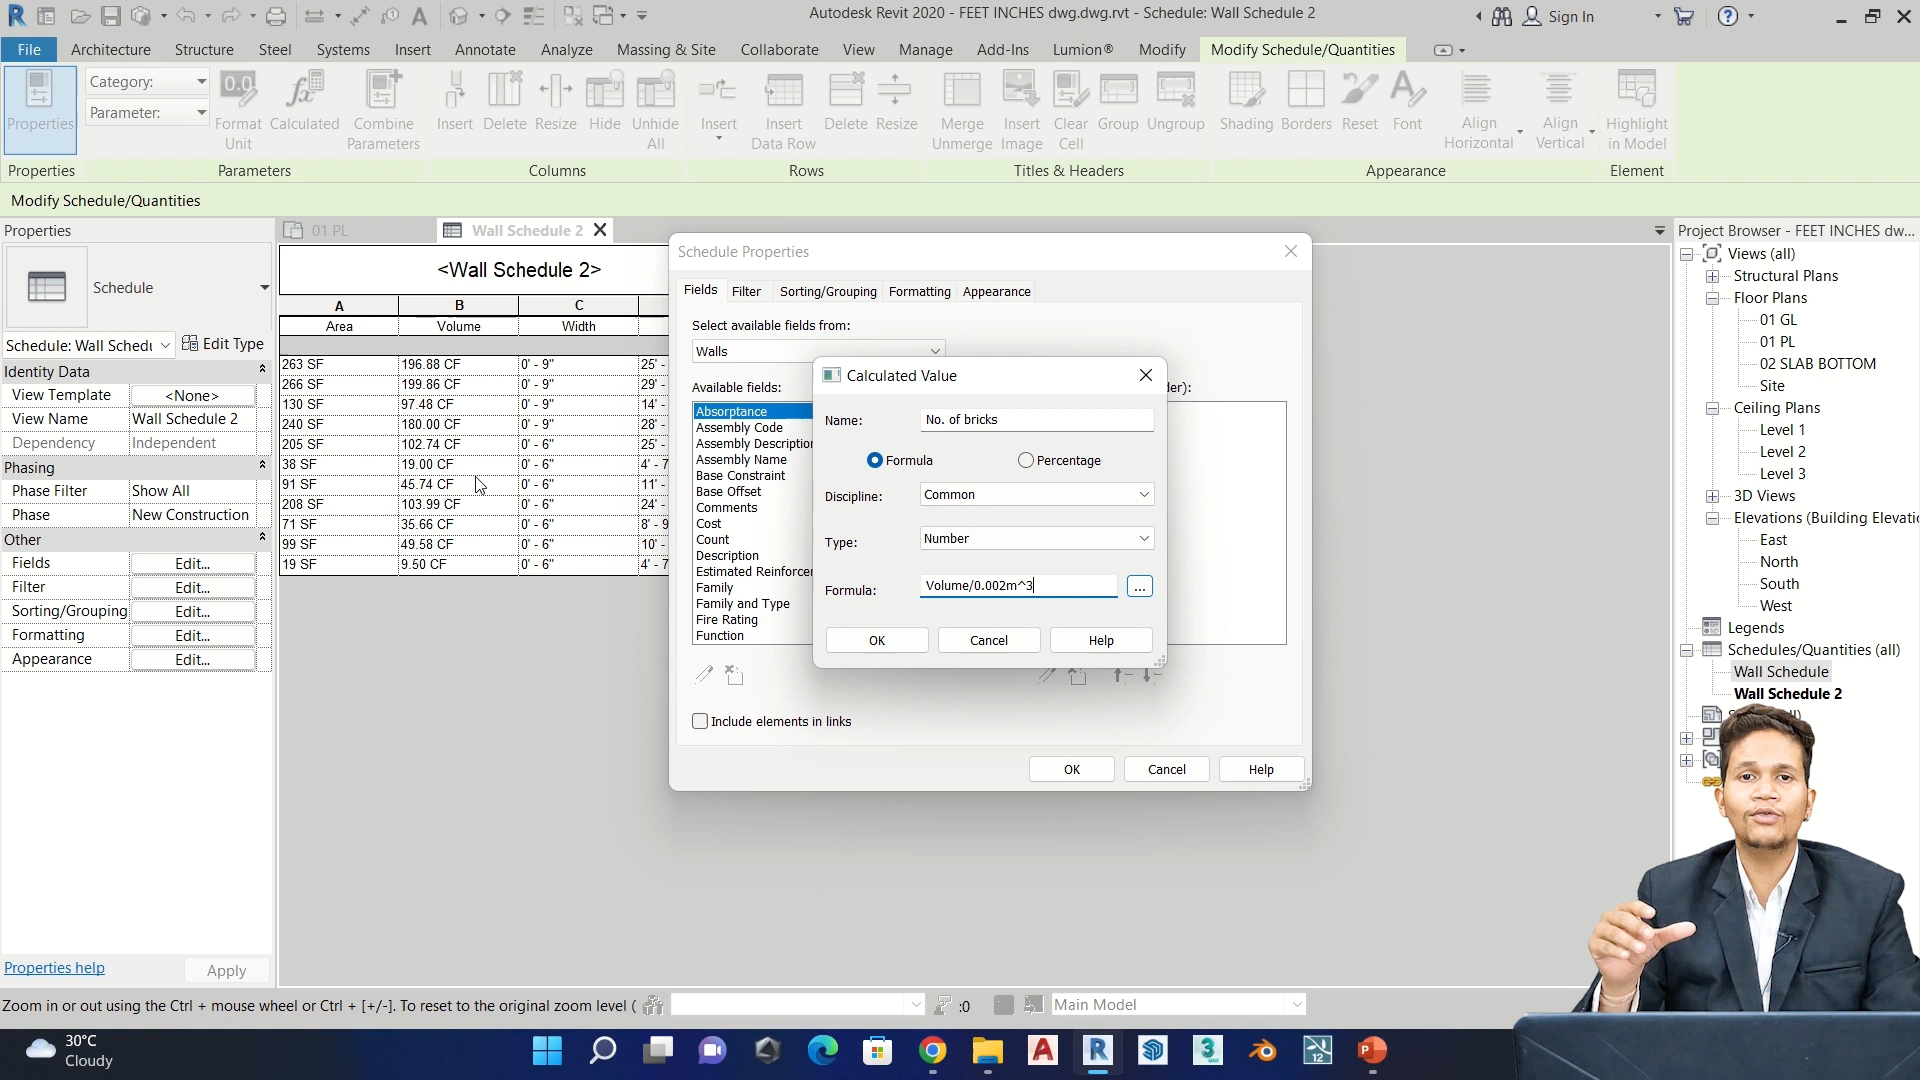 Autodesk Revit 2020 - FEET INCHES dwg.dwg.rvt - Schedule: Wall Schedule 2
Sign In
File Architecture Structure Steel Systems Insert Annotate Analyze Massing & Site Collaborate View Manage Add-Ins Lumion® Modify Modify Schedule/Quantities
Category:
Parameter:
Properties
Format Unit
Calculated
Combine Parameters
Insert
Delete
Resize
Hide
Unhide All
Insert
Insert Data Row
Delete
Resize
Merge Unmerge
Insert Image
Clear Cell
Group
Ungroup
Shading
Borders
Reset
Font
Align Horizontal
Align Vertical
Highlight in Model
Properties Parameters Columns Rows Titles & Headers Appearance Element
Modify Schedule/Quantities
Properties
Schedule
Schedule: Wall Schedu
Edit Type
Identity Data
View Template <None>
View Name Wall Schedule 2
Dependency Independent
Phasing
Phase Filter Show All
Phase New Construction
Other
Fields Edit...
Filter Edit...
Sorting/Grouping Edit...
Formatting Edit...
Appearance Edit...
Properties help
Apply
01 PL
Wall Schedule 2
<Wall Schedule 2>
A B C
Area Volume Width
263 SF 196.88 CF 0' - 9" 25' -
266 SF 199.86 CF 0' - 9" 29' -
130 SF 97.48 CF 0' - 9" 14' -
240 SF 180.00 CF 0' - 9" 28' -
205 SF 102.74 CF 0' - 6" 25' -
38 SF 19.00 CF 0' - 6" 4' - 7
91 SF 45.74 CF 0' - 6" 11' -
208 SF 103.99 CF 0' - 6" 24' -
71 SF 35.66 CF 0' - 6" 8' - 9
99 SF 49.58 CF 0' - 6" 10' -
19 SF 9.50 CF 0' - 6" 4' - 7
Schedule Properties
Fields Filter Sorting/Grouping Formatting Appearance
Select available fields from:
Walls
Available fields:
der):
Absorptance
Assembly Code
Assembly Description
Assembly Name
Base Constraint
Base Offset
Comments
Cost
Count
Description
Estimated Reinforcer
Family
Family and Type
Fire Rating
Function
Include elements in links
OK Cancel Help
Calculated Value
Name: No. of bricks
Formula Percentage
Discipline: Common
Type: Number
Formula: Volume/0.002m^3 ...
OK Cancel Help
Project Browser - FEET INCHES dw...
Views (all)
Structural Plans
Floor Plans
01 GL
01 PL
02 SLAB BOTTOM
Site
Ceiling Plans
Level 1
Level 2
Level 3
3D Views
Elevations (Building Elevati
East
North
South
West
Legends
Schedules/Quantities (all)
Wall Schedule
Wall Schedule 2
Zoom in or out using the Ctrl + mouse wheel or Ctrl + [+/-]. To reset to the original zoom level (
:0
Main Model
30°C
Cloudy